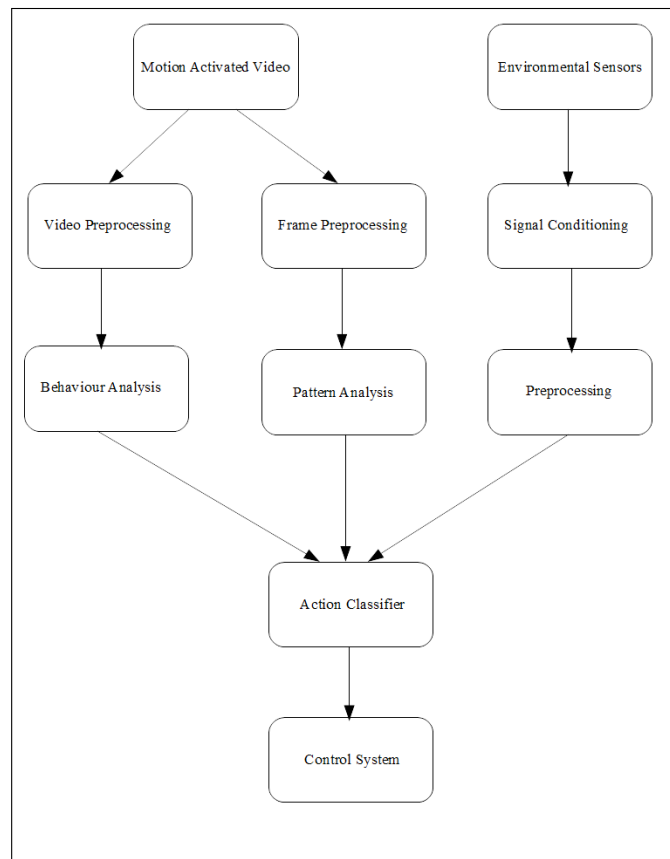 Motion Activated Video
Environmental Sensors
Video Preprocessing
Frame Preprocessing
Signal Conditioning
Behaviour Analysis
Pattern Analysis
Preprocessing
Action Classifier
Control System